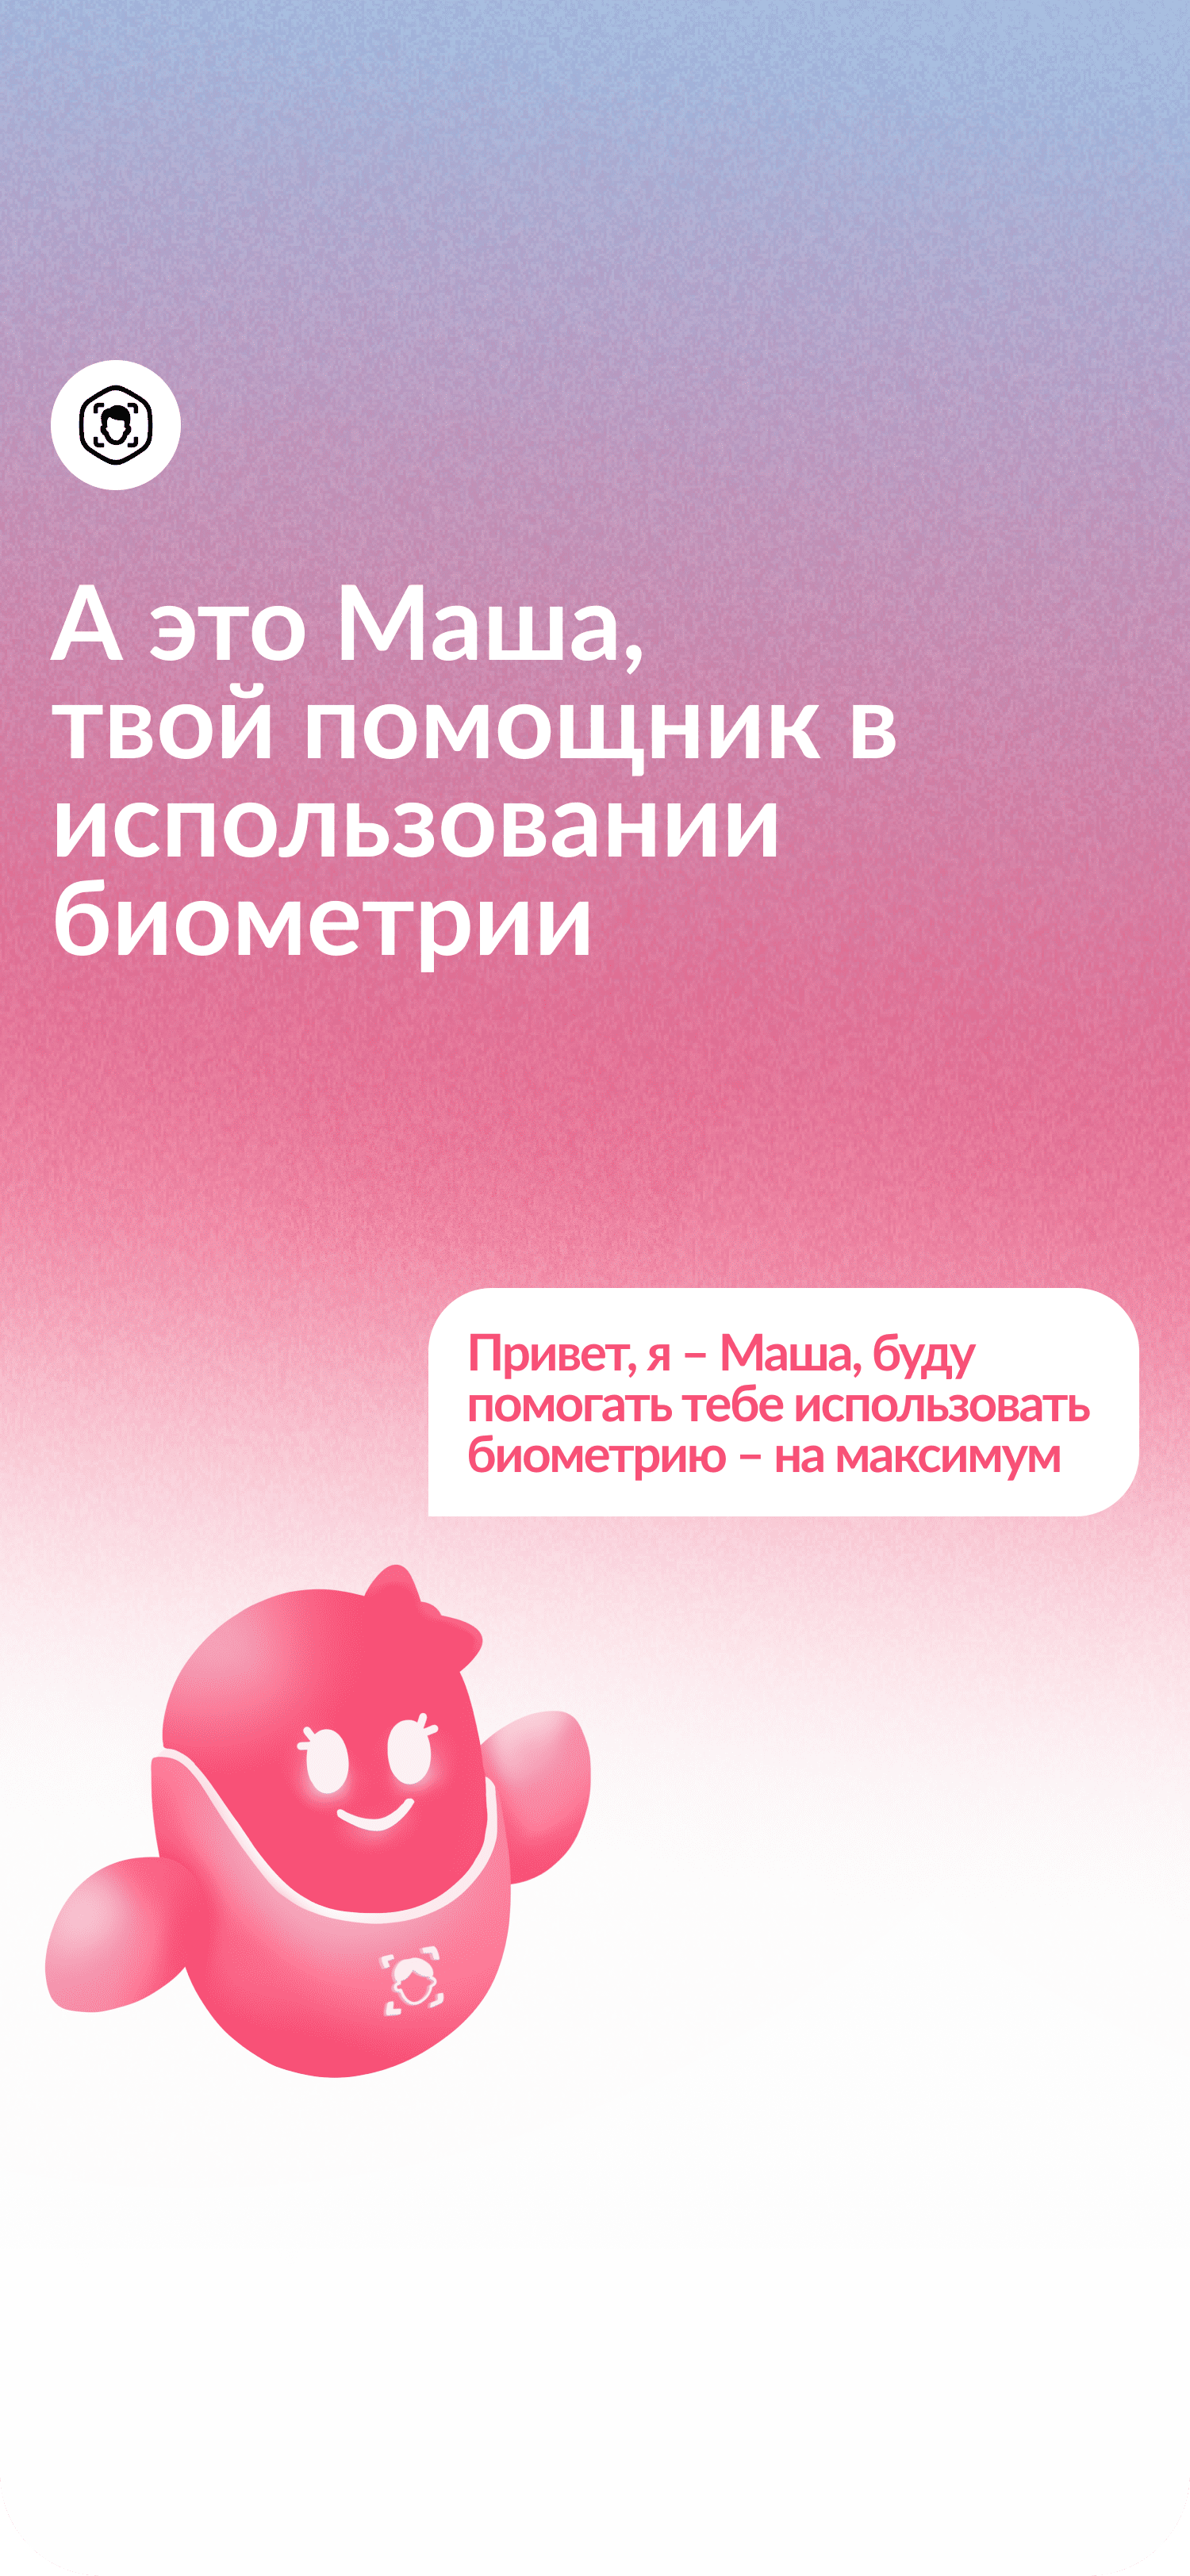 А это Маша,
твой помощник в
использовании
биометрии
Привет, я – Маша, буду
помогать тебе использовать
биометрию – на максимум